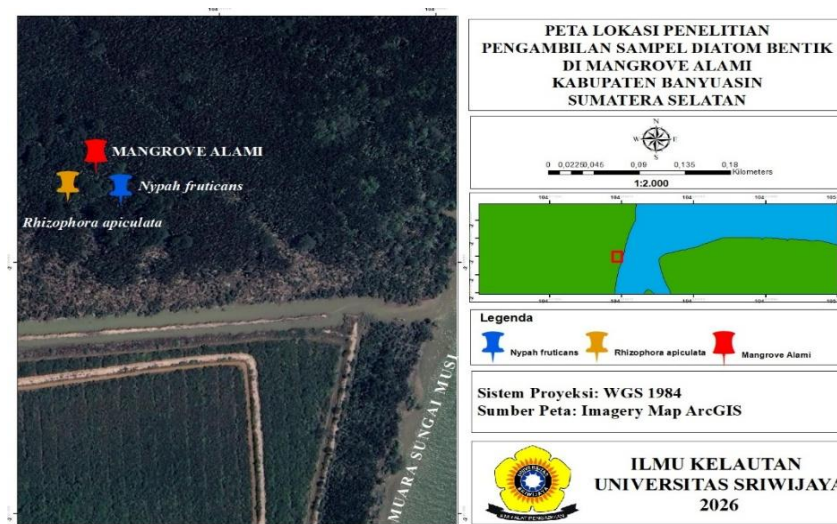 MANGROVE ALAMI
Nypah fruticans
Rhizophora apiculata
MUARA SUNGAI MUSI
PETA LOKASI PENELITIAN
PENGAMBILAN SAMPEL DIATOM BENTIK
DI MANGROVE ALAMI
KABUPATEN BANYUASIN
SUMATERA SELATAN
N
W E
S
0 0,0225 0,045 0,09 0,135 0,18
Kilometers
1:2.000
Legenda
Nypah fruticans Rhizophora apiculata Mangrove Alami
Sistem Proyeksi: WGS 1984
Sumber Peta: Imagery Map ArcGIS
ILMU KELAUTAN
UNIVERSITAS SRIWIJAYA
2026